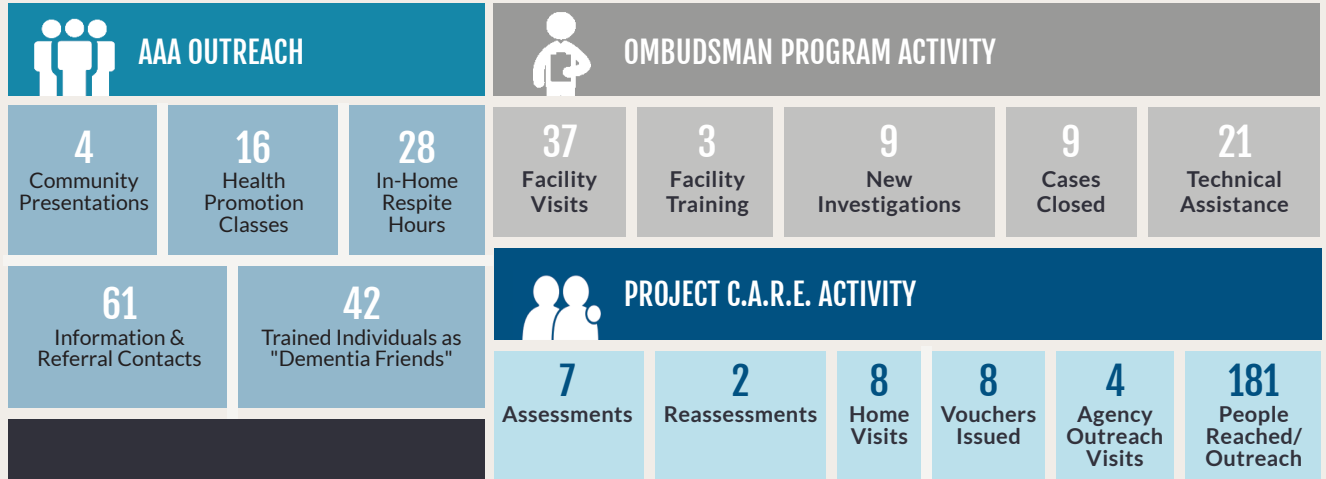 AAA OUTREACH
4
Community
Presentations
16
Health
Promotion
Classes
28
In-Home
Respite
Hours
61
Information &
Referral Contacts
42
Trained Individuals as
"Dementia Friends"
OMBUDSMAN PROGRAM ACTIVITY
37
Facility
Visits
3
Facility
Training
9
New
Investigations
9
Cases
Closed
21
Technical
Assistance
PROJECT C.A.R.E. ACTIVITY
7
Assessments
2
Reassessments
8
Home
Visits
8
Vouchers
Issued
4
Agency
Outreach
Visits
181
People
Reached/
Outreach